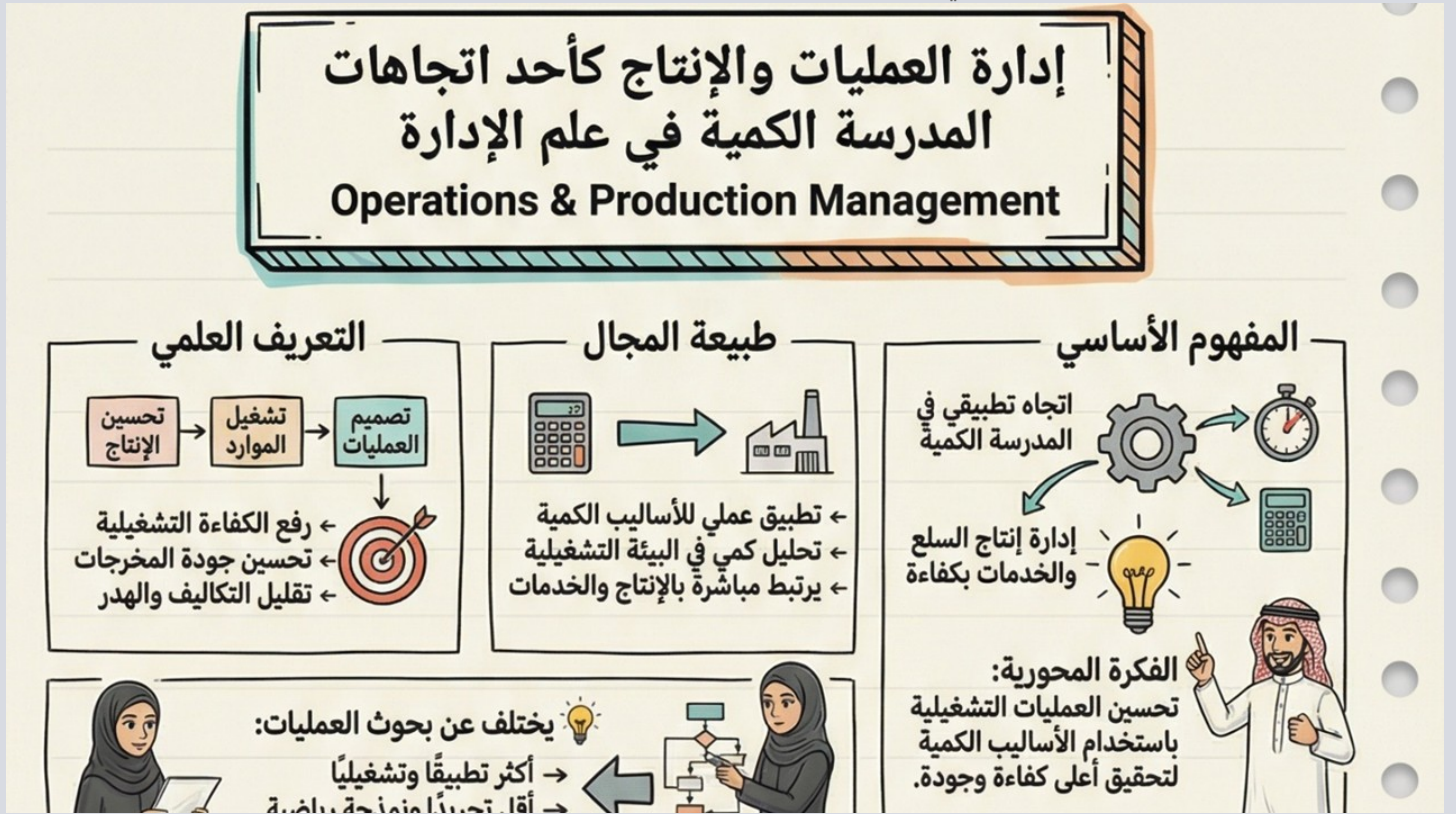 إدارة العمليات والإنتاج كأحد اتجاهات
المدرسة الكمية في علم الإدارة
Operations & Production Management
المفهوم الأساسي
اتجاه تطبيقي في
المدرسة الكمية
إدارة إنتاج السلع
والخدمات بكفاءة
الفكرة المحورية:
تحسين العمليات التشغيلية
باستخدام الأساليب الكمية
لتحقيق أعلى كفاءة وجودة.
طبيعة المجال
← تطبيق عملي للأساليب الكمية
← تحليل كمي في البيئة التشغيلية
← يرتبط مباشرة بالإنتاج والخدمات
التعريف العلمي
تصميم
العمليات
تشغيل
الموارد
تحسين
الإنتاج
← رفع الكفاءة التشغيلية
← تحسين جودة المخرجات
← تقليل التكاليف والهدر
يختلف عن بحوث العمليات:
→ أكثر تطبيقًا وتشغيليًا
→ أقل تجريدًا ونمذجة رياضية